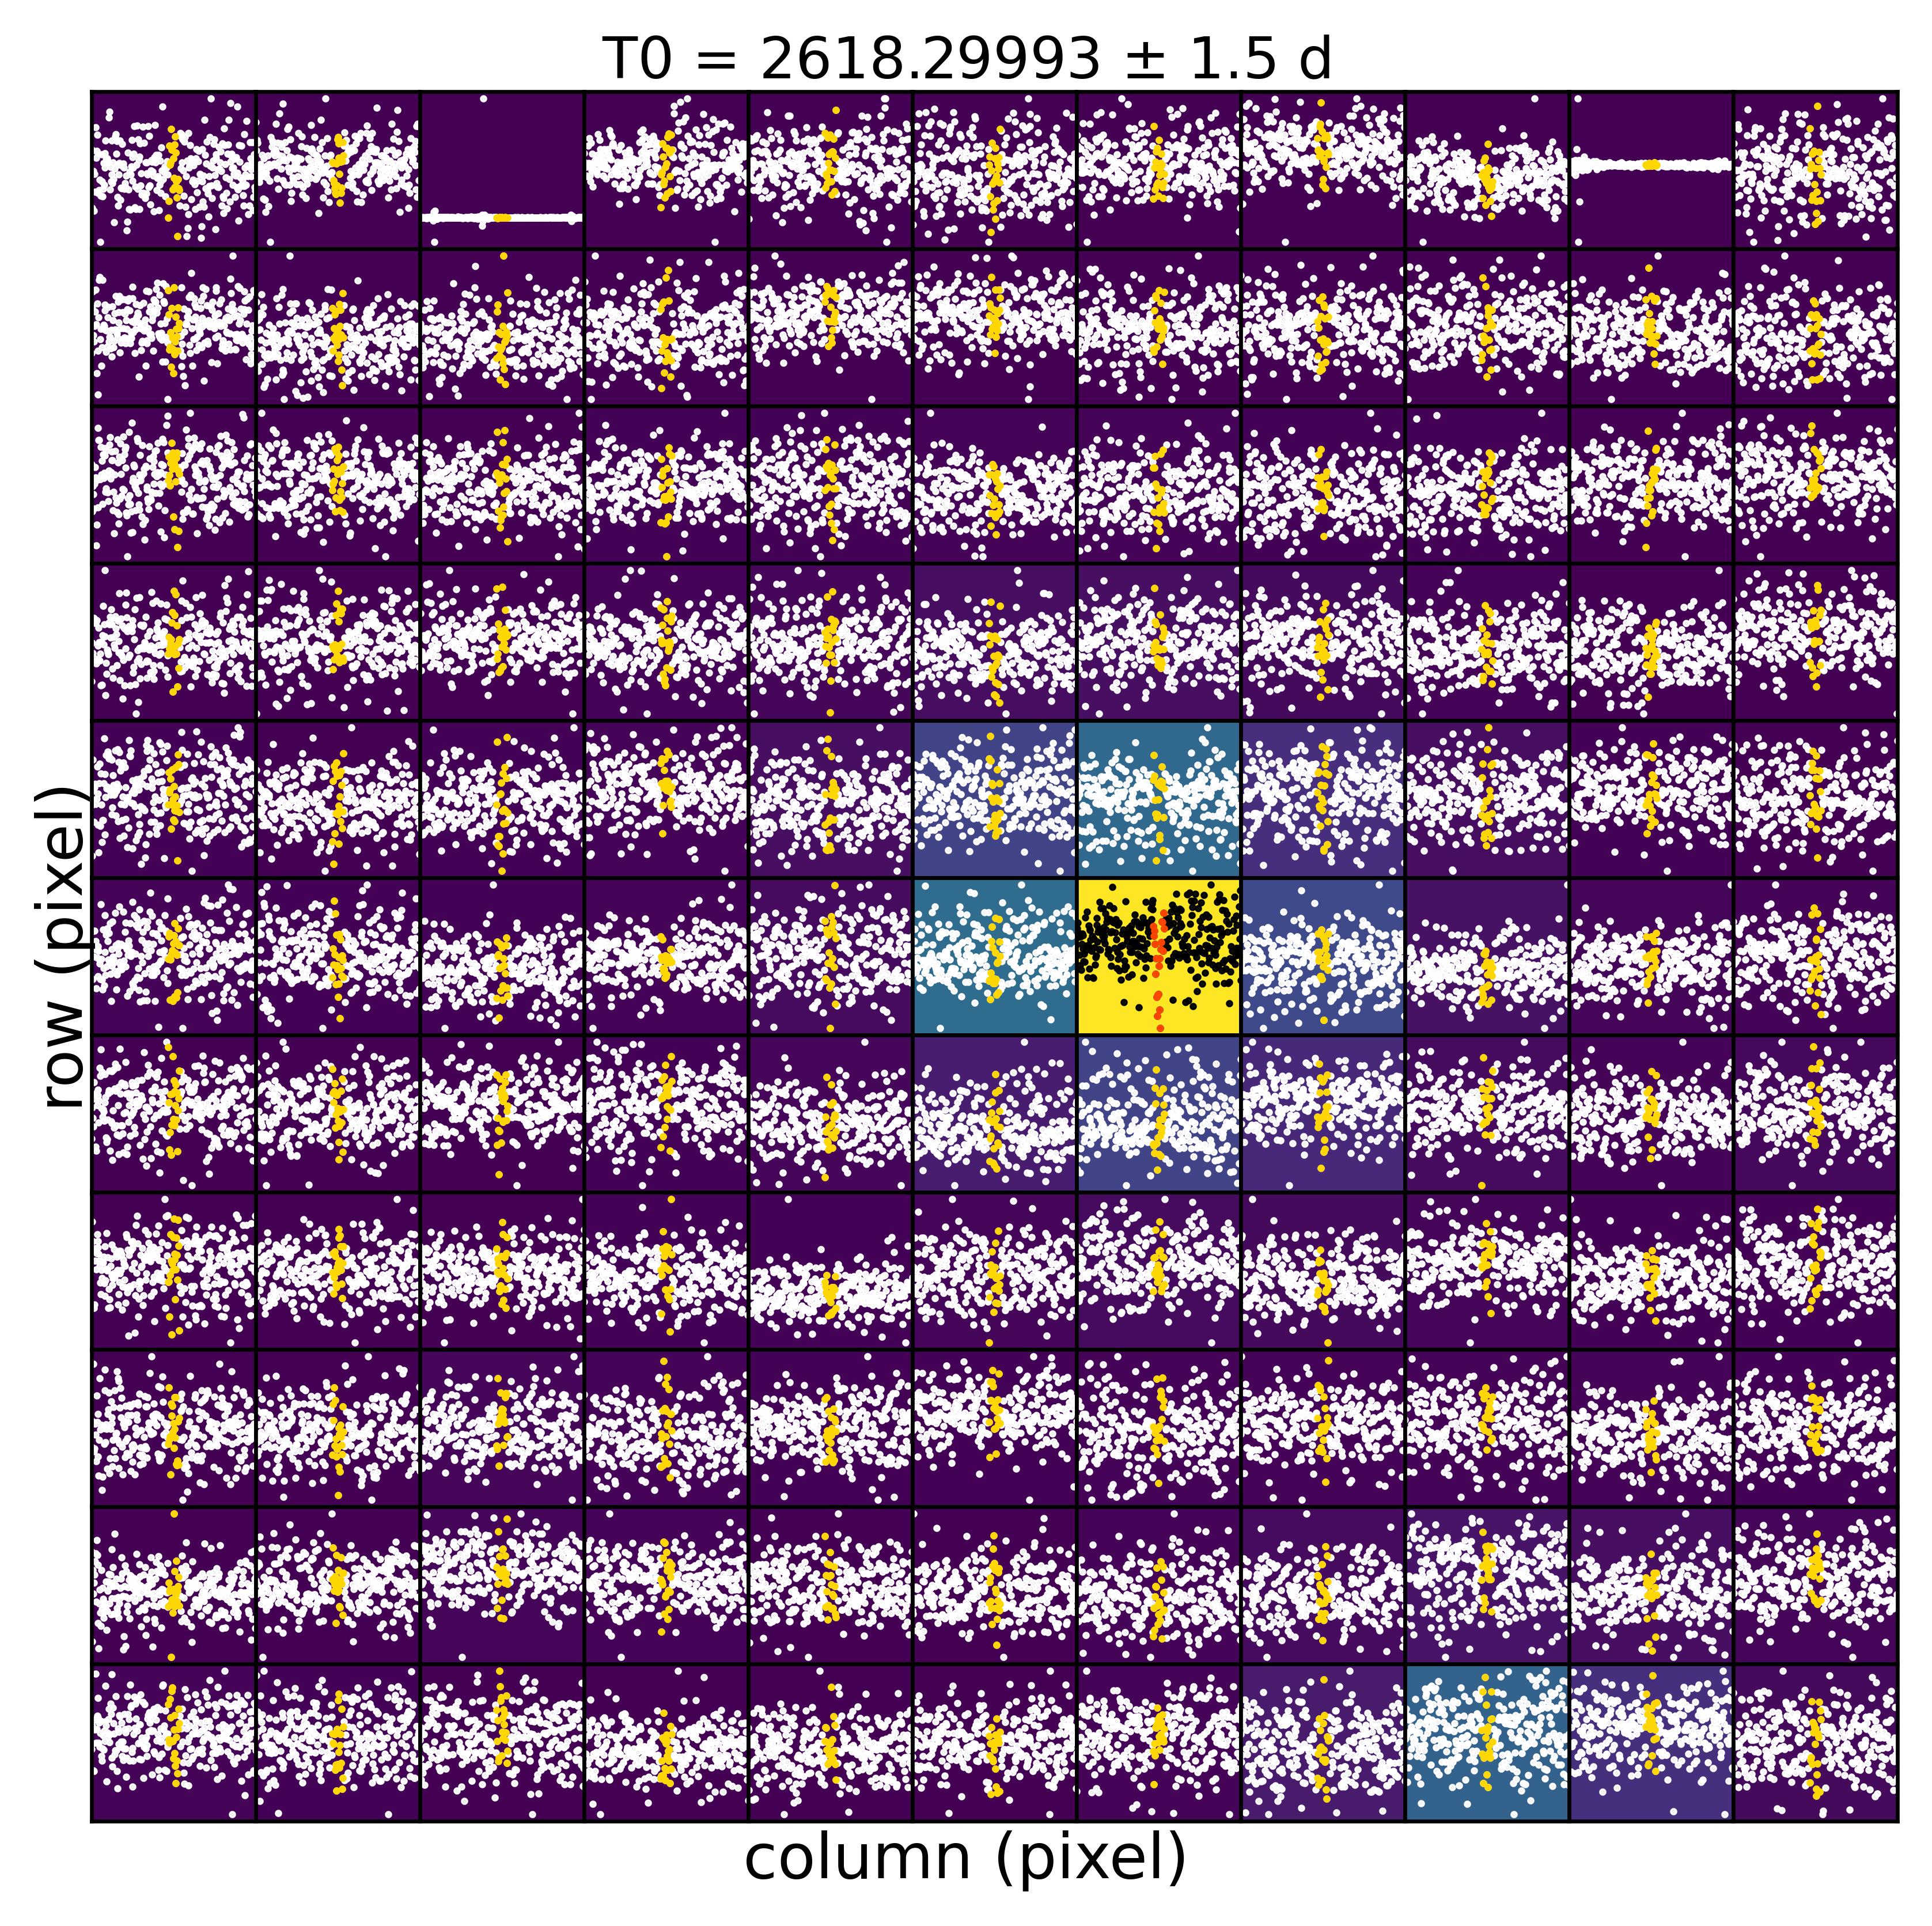 T0 = 2618.29993 ± 1.5 d
row (pixel)
column (pixel)